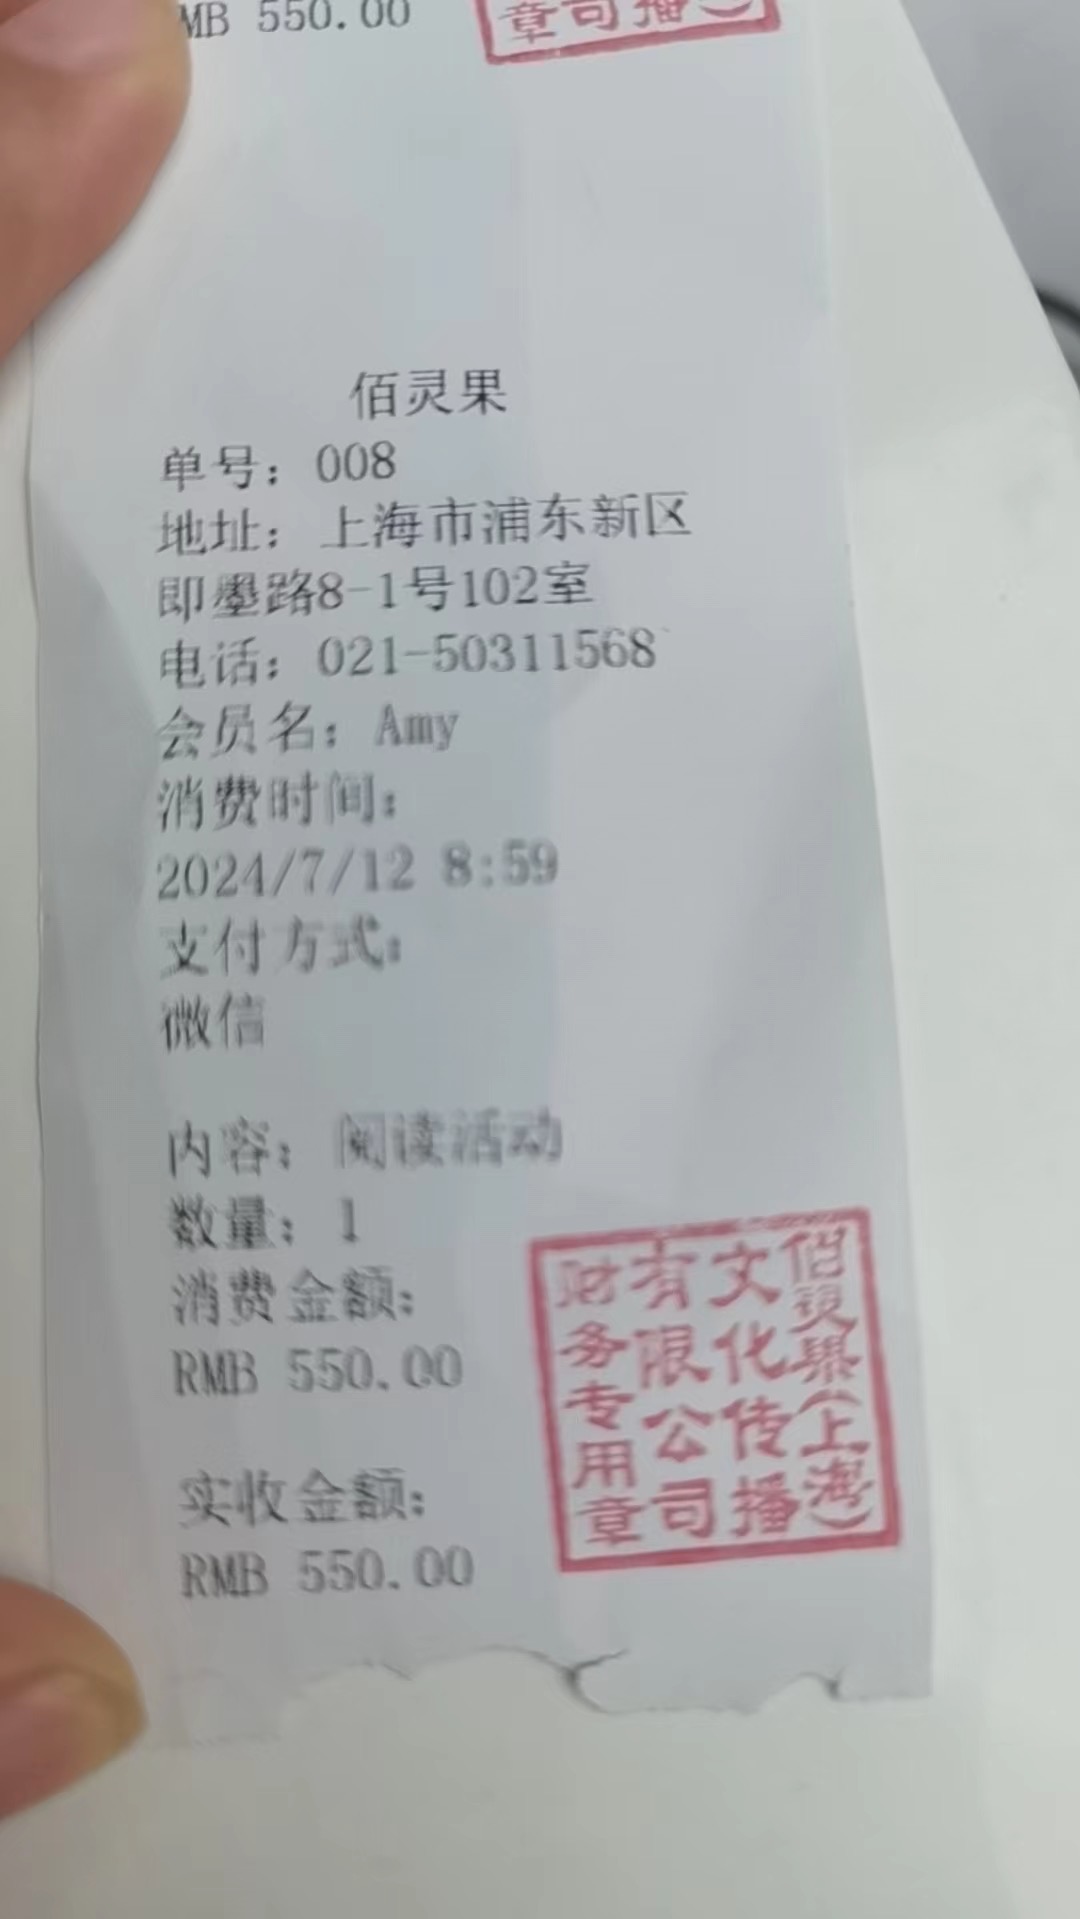 MB 550.00
章司播︶
佰灵果
单号：008
地址：上海市浦东新区
即墨路8-1号102室
电话：021-50311568
会员名：Amy
消费时间：
2024/7/12 8:59
支付方式：
微信
内容：阅读活动
数量：1
消费金额：
RMB 550.00
实收金额：
RMB 550.00
佰灵果︵上海︶
文化传播
有限公司
财务专用章